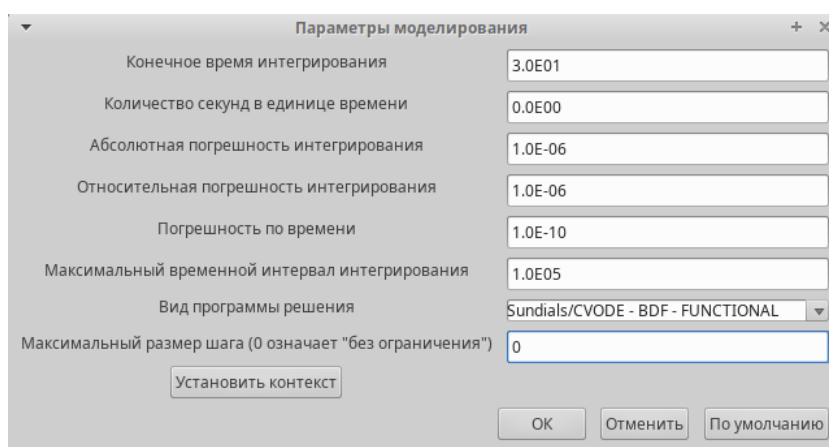 Параметры моделирования
Конечное время интегрирования 3.0E01
Количество секунд в единице времени 0.0E00
Абсолютная погрешность интегрирования 1.0E-06
Относительная погрешность интегрирования 1.0E-06
Погрешность по времени 1.0E-10
Максимальный временной интервал интегрирования 1.0E05
Вид программы решения Sundials/CVODE - BDF - FUNCTIONAL
Максимальный размер шага (0 означает "без ограничения") 0
Установить контекст
ОК Отменить По умолчанию